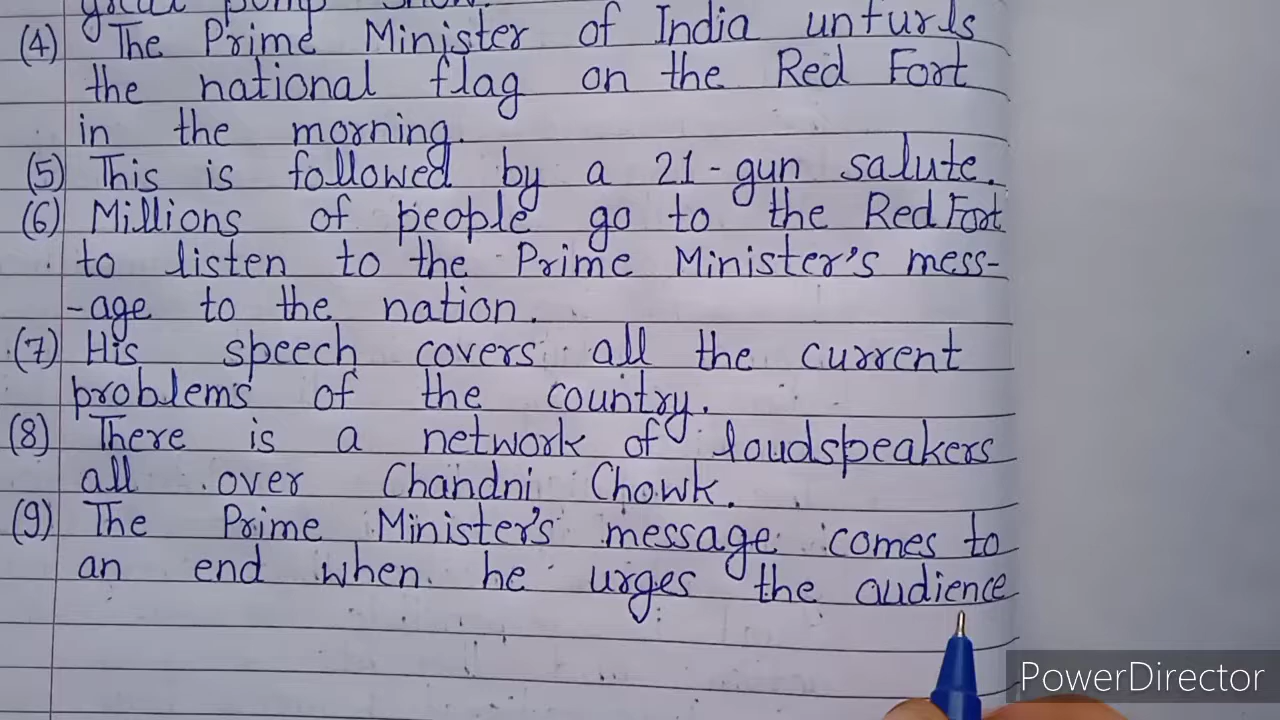 great pomp show.
(4) The Prime Minister of India unfurls
the national flag on the Red Fort
in the morning.
(5) This is followed by a 21-gun salute.
(6) Millions of people go to the Red Fort
to listen to the Prime Minister's mess-
-age to the nation.
(7) His speech covers all the current
problems of the country.
(8) There is a network of loudspeakers
all over Chandni Chowk.
(9) The Prime Minister's message comes to
an end when he urges the audience
PowerDirector